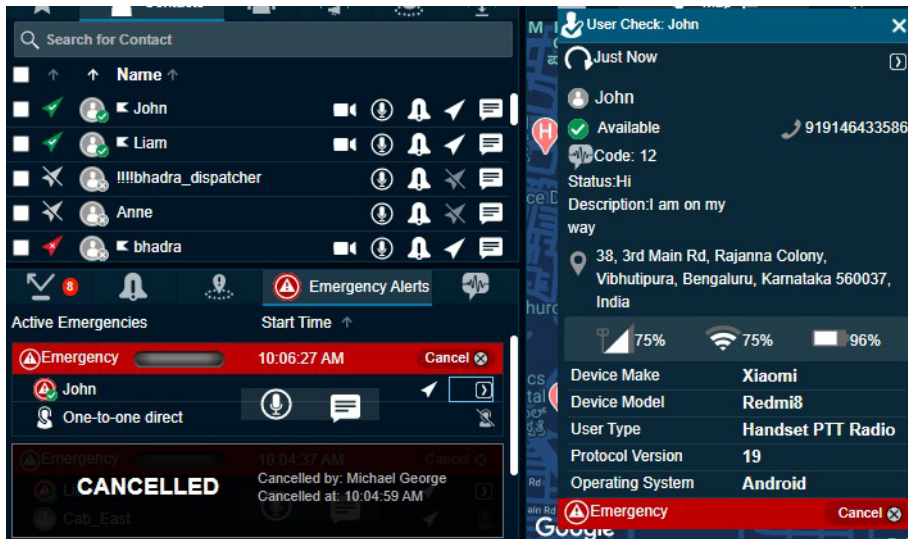 Contacts
Search for Contact
Name
John
Liam
!!!!bhadra_dispatcher
Anne
bhadra
8
Emergency Alerts
Active Emergencies
Start Time
Emergency
10:06:27 AM
Cancel
John
One-to-one direct
Emergency
10:04:37 AM
Cancel
CANCELLED
Cancelled by: Michael George
Cancelled at: 10:04:59 AM
Cab_East
User Check: John
Just Now
John
Available
919146433586
Code: 12
Status:Hi
Description:I am on my
way
38, 3rd Main Rd, Rajanna Colony,
Vibhutipura, Bengaluru, Karnataka 560037,
India
75%
75%
96%
Device Make
Xiaomi
Device Model
Redmi8
User Type
Handset PTT Radio
Protocol Version
19
Operating System
Android
Emergency
Cancel
H
Google